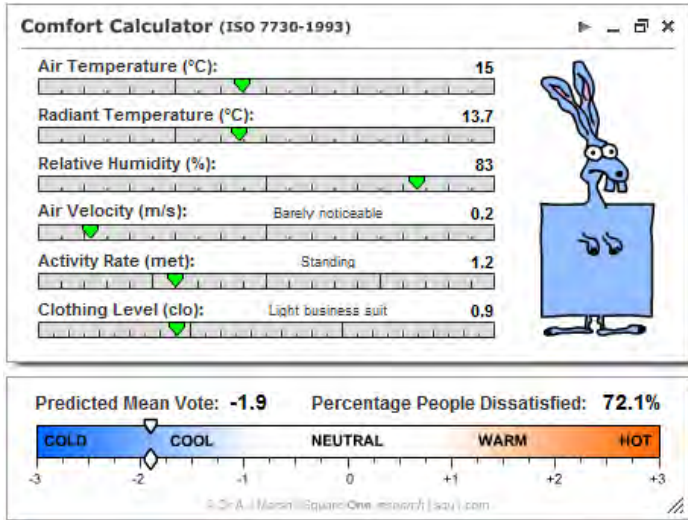 Comfort Calculator (ISO 7730-1993)
Air Temperature (°C): 15
Radiant Temperature (°C): 13.7
Relative Humidity (%): 83
Air Velocity (m/s): Barely noticeable 0.2
Activity Rate (met): Standing 1.2
Clothing Level (clo): Light business suit 0.9
Predicted Mean Vote: -1.9 Percentage People Dissatisfied: 72.1%
COLD COOL NEUTRAL WARM HOT
-3 -2 -1 0 +1 +2 +3